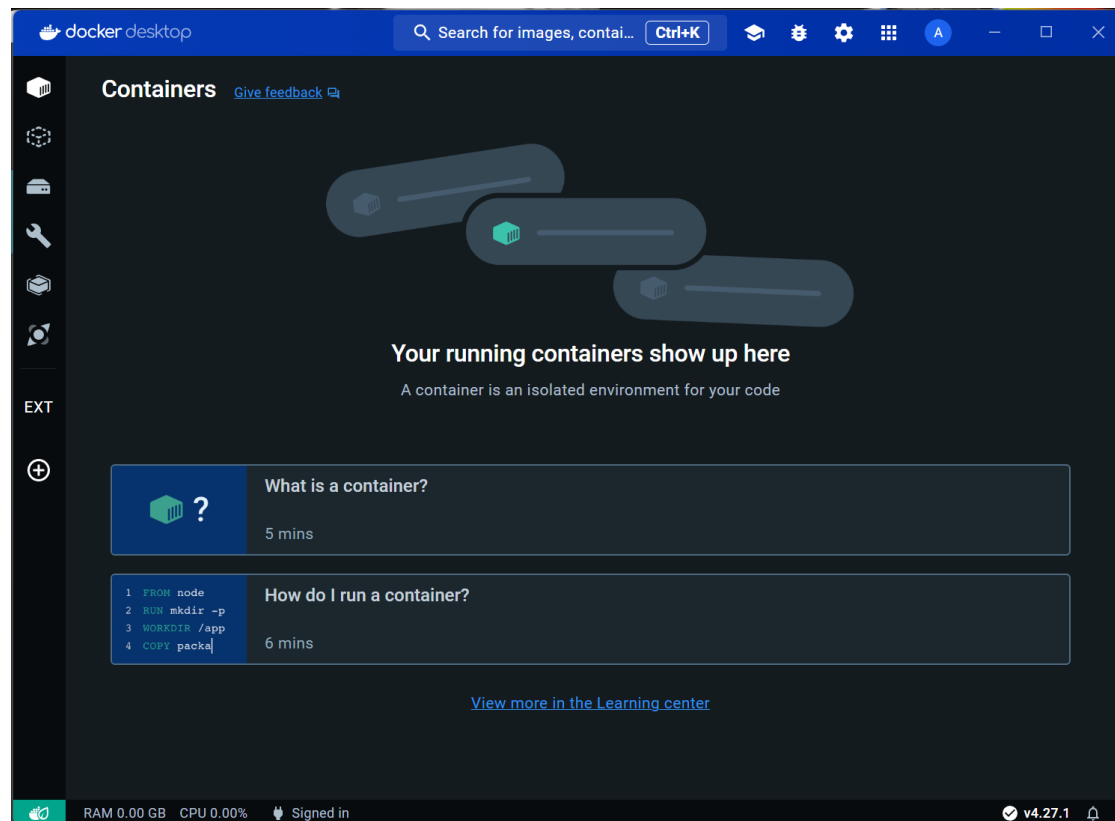 docker desktop
Search for images, contai... Ctrl+K
A
Containers Give feedback
EXT
Your running containers show up here
A container is an isolated environment for your code
?
What is a container?
5 mins
1 FROM node
2 RUN mkdir -p
3 WORKDIR /app
4 COPY packa
How do I run a container?
6 mins
View more in the Learning center
RAM 0.00 GB CPU 0.00% Signed in
v4.27.1